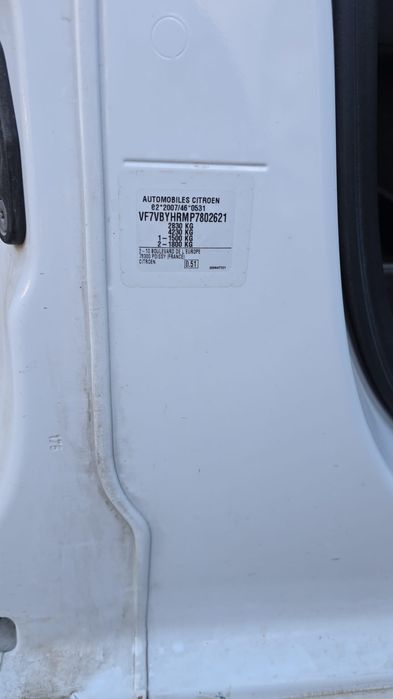 AUTOMOBILES CITROEN
e2*2007/46*0531
VF7VBYHRMP7802621
2830 KG
4230 KG
1-1500 KG
2-1800 KG
2-10 BOULEVARD DE L'EUROPE
78300 POISSY (FRANCE)
CITROEN 0.51